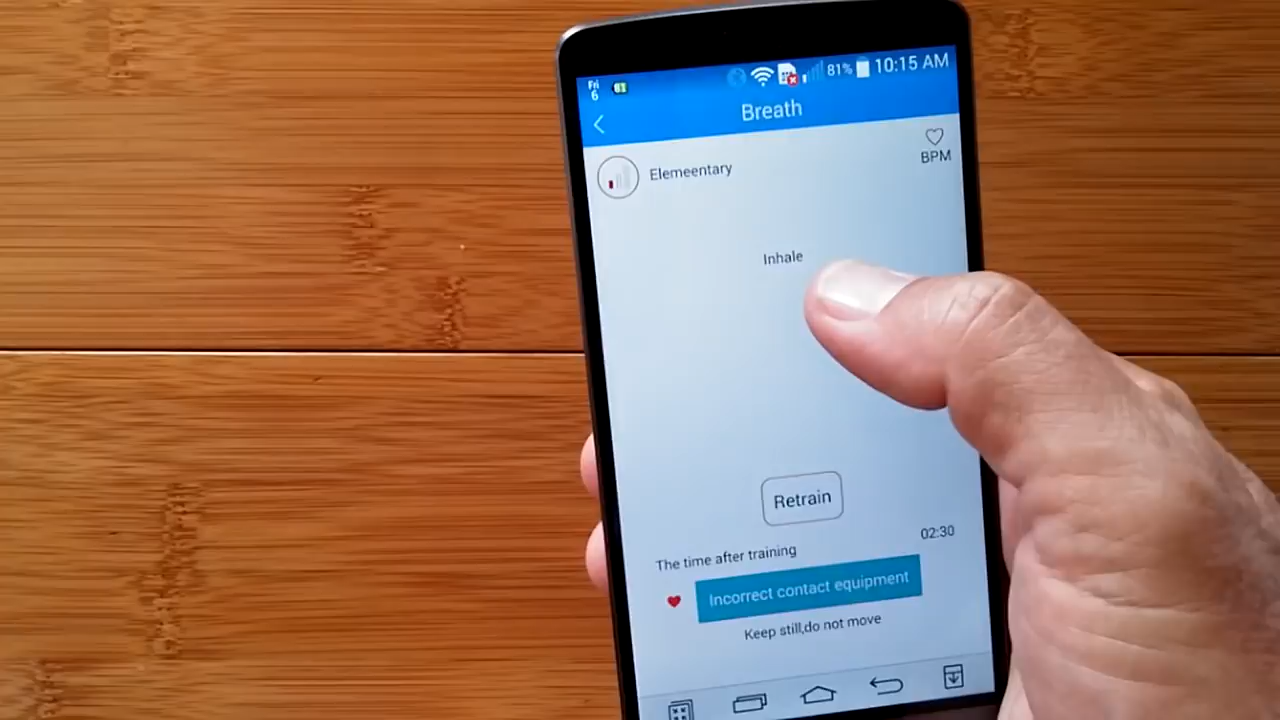 Fri
6
81
81%
10:15 AM
Breath
Elemeentary
BPM
Inhale
Retrain
02:30
The time after training
Incorrect contact equipment
Keep still,do not move